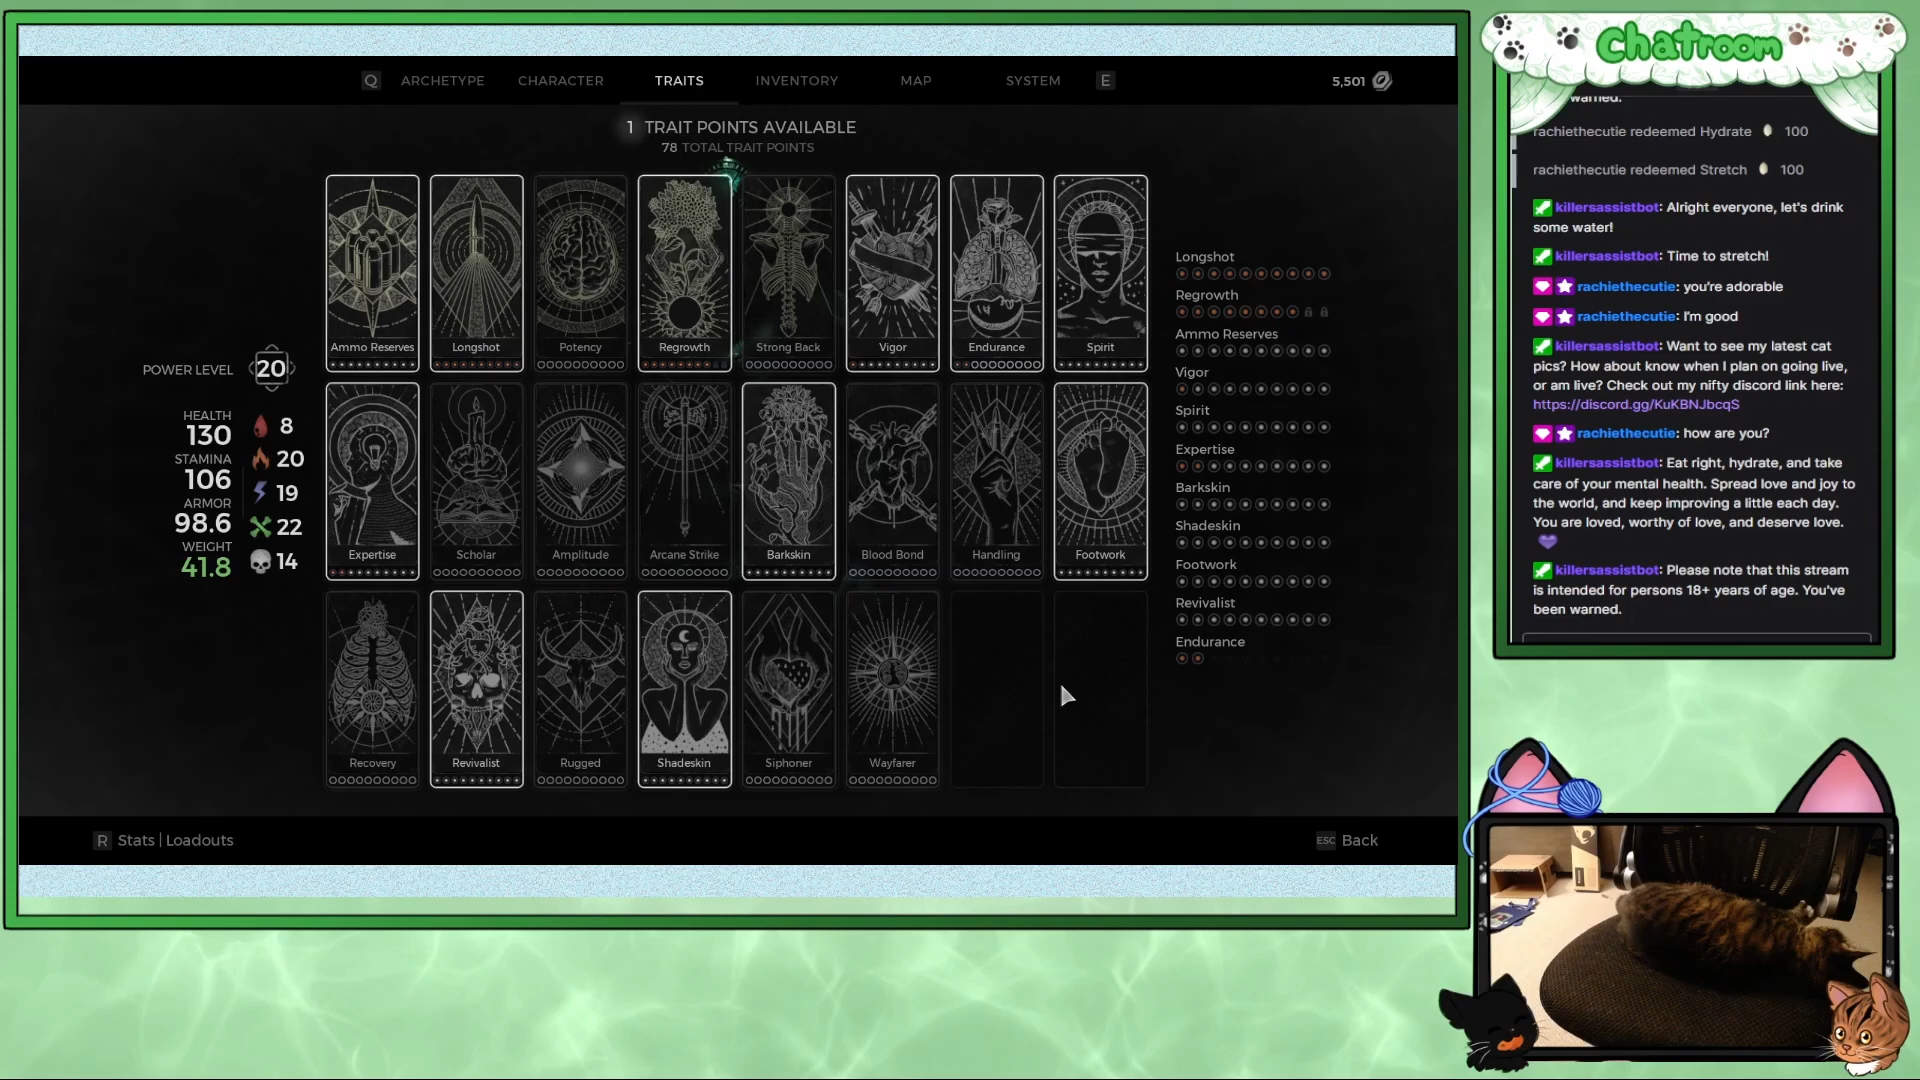 Q ARCHETYPE CHARACTER TRAITS INVENTORY MAP SYSTEM E 5,501
1 TRAIT POINTS AVAILABLE
78 TOTAL TRAIT POINTS
Ammo Reserves Longshot Potency Regrowth Strong Back Vigor Endurance Spirit
Expertise Scholar Amplitude Arcane Strike Barkskin Blood Bond Handling Footwork
Recovery Revivalist Rugged Shadeskin Siphoner Wayfarer
POWER LEVEL 20
HEALTH
130
STAMINA
106
ARMOR
98.6
WEIGHT
41.8
8
20
19
22
14
Longshot
Regrowth
Ammo Reserves
Vigor
Spirit
Expertise
Barkskin
Shadeskin
Footwork
Revivalist
Endurance
R Stats | Loadouts
ESC Back
Chatroom
warned.
rachiethecutie redeemed Hydrate 100
rachiethecutie redeemed Stretch 100
killersassistbot: Alright everyone, let's drink
some water!
killersassistbot: Time to stretch!
rachiethecutie: you're adorable
rachiethecutie: I'm good
killersassistbot: Want to see my latest cat
pics? How about know when I plan on going live,
or am live? Check out my nifty discord link here:
https://discord.gg/KuKBNJbcqS
rachiethecutie: how are you?
killersassistbot: Eat right, hydrate, and take
care of your mental health. Spread love and joy to
the world, and keep improving a little each day.
You are loved, worthy of love, and deserve love.
killersassistbot: Please note that this stream
is intended for persons 18+ years of age. You've
been warned.